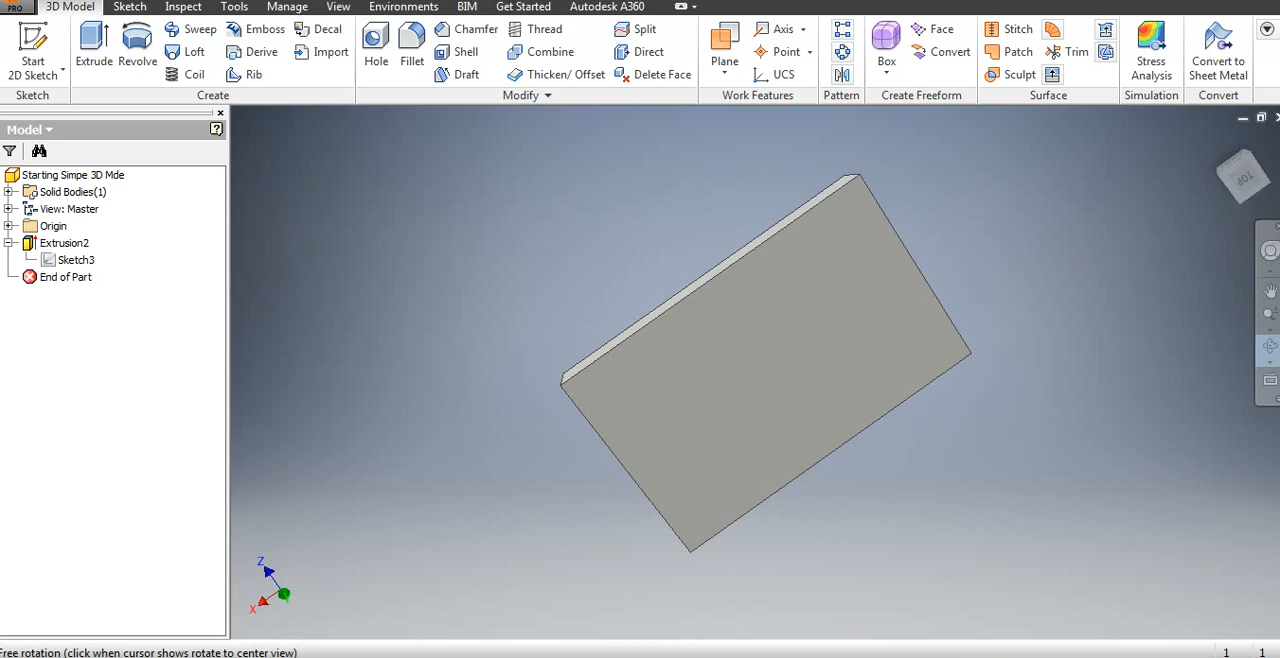 PRO 3D Model Sketch Inspect Tools Manage View Environments BIM Get Started Autodesk A360
Start
2D Sketch
Extrude
Revolve
Sweep Emboss Decal
Loft Derive Import
Coil Rib
Hole
Fillet
Chamfer Thread Split
Shell Combine Direct
Draft Thicken/ Offset Delete Face
Plane
Axis
Point
UCS
Box
Face
Convert
Stitch
Patch Trim
Sculpt
Stress
Analysis
Convert to
Sheet Metal
Sketch Create Modify Work Features Pattern Create Freeform Surface Simulation Convert
Model
Starting Simpe 3D Mde
Solid Bodies(1)
View: Master
Origin
Extrusion2
Sketch3
End of Part
TOP
Z
X
Free rotation (click when cursor shows rotate to center view) 1 1